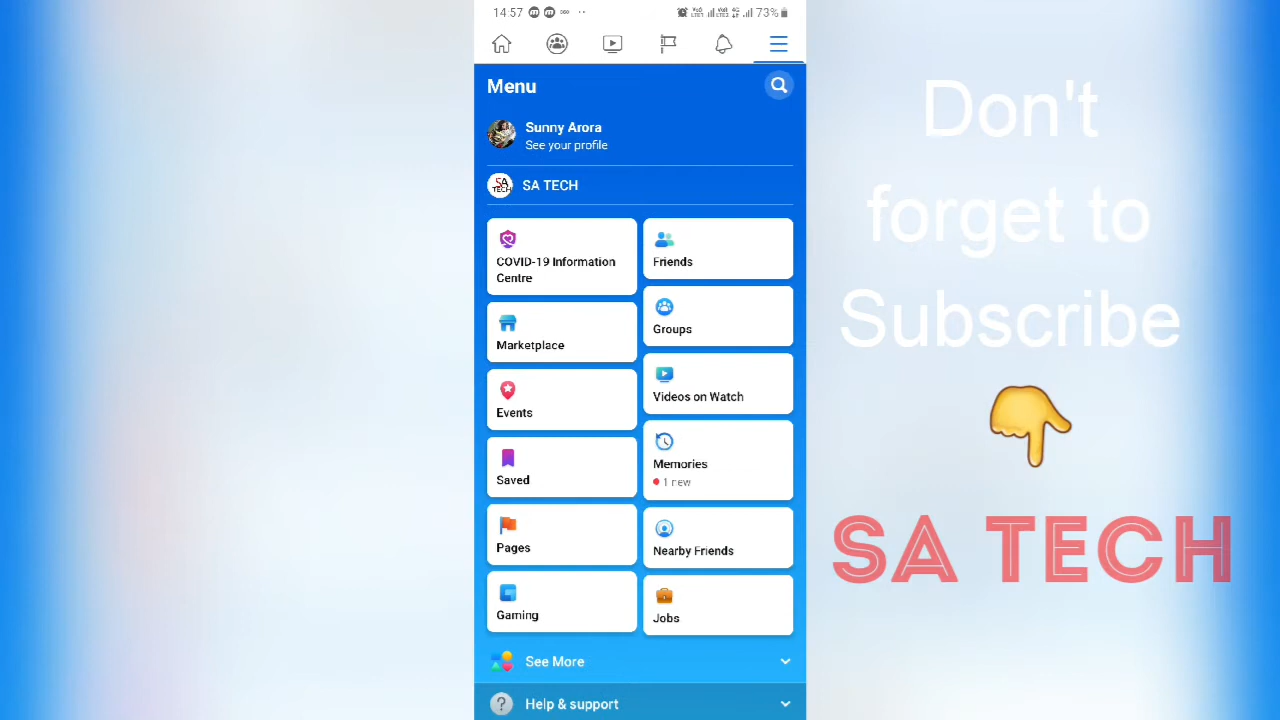 14:57
73%
Menu
Sunny Arora
See your profile
SA TECH
SA TECH
COVID-19 Information
Centre
Friends
Marketplace
Groups
Events
Videos on Watch
Saved
Memories
1 new
Pages
Nearby Friends
Gaming
Jobs
See More
? Help & support
Don't
forget to
Subscribe
SA TECH